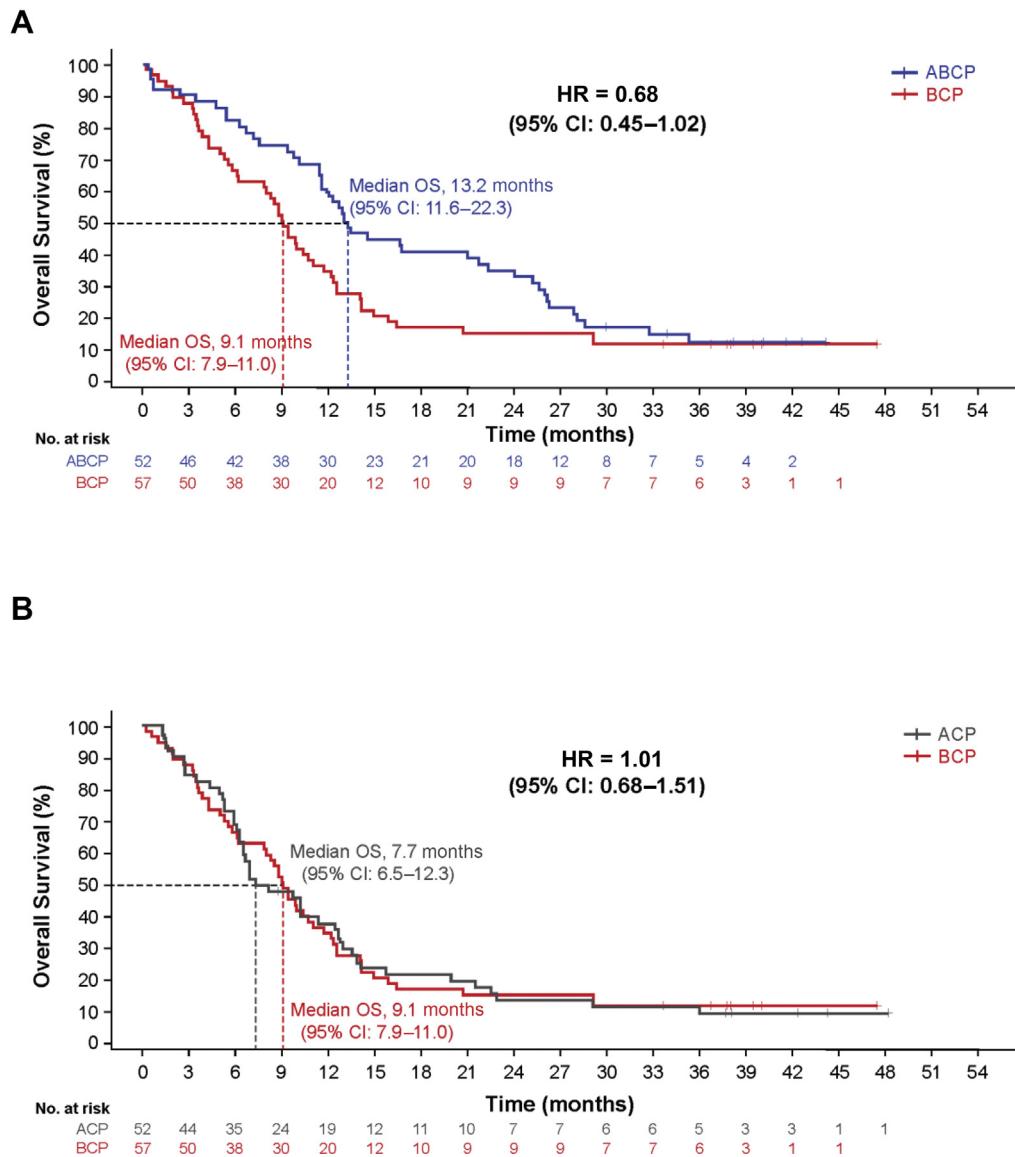 A
100
90
80
70
60
50
40
30
20
10
0
Overall Survival (%)
HR = 0.68
(95% CI: 0.45–1.02)
ABCP
BCP
Median OS, 13.2 months
(95% CI: 11.6–22.3)
Median OS, 9.1 months
(95% CI: 7.9–11.0)
0 3 6 9 12 15 18 21 24 27 30 33 36 39 42 45 48 51 54
Time (months)
No. at risk
ABCP 52 46 42 38 30 23 21 20 18 12 8 7 5 4 2
BCP 57 50 38 30 20 12 10 9 9 9 7 7 6 3 1 1
B
100
90
80
70
60
50
40
30
20
10
0
Overall Survival (%)
HR = 1.01
(95% CI: 0.68–1.51)
ACP
BCP
Median OS, 7.7 months
(95% CI: 6.5–12.3)
Median OS, 9.1 months
(95% CI: 7.9–11.0)
0 3 6 9 12 15 18 21 24 27 30 33 36 39 42 45 48 51 54
Time (months)
No. at risk
ACP 52 44 35 24 19 12 11 10 7 7 6 6 5 3 3 1 1
BCP 57 50 38 30 20 12 10 9 9 9 7 7 6 3 1 1